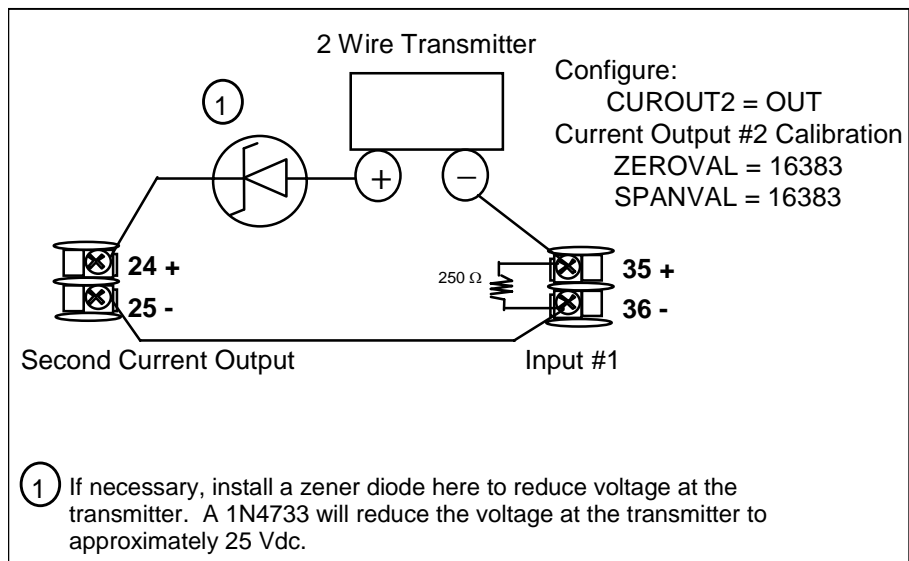 2 Wire Transmitter
Configure:
CUROUT2 = OUT
Current Output #2 Calibration
ZEROVAL = 16383
SPANVAL = 16383
1
+ −
24 +
25 -
250 Ω
35 +
36 -
Second Current Output
Input #1
1 If necessary, install a zener diode here to reduce voltage at the
transmitter. A 1N4733 will reduce the voltage at the transmitter to
approximately 25 Vdc.